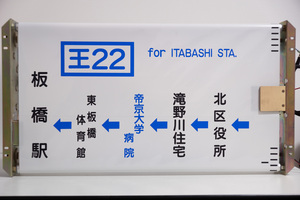 王22
for ITABASHI STA.
板橋駅
東板橋
体育館
帝京大学
病院
滝野川住宅
北区役所